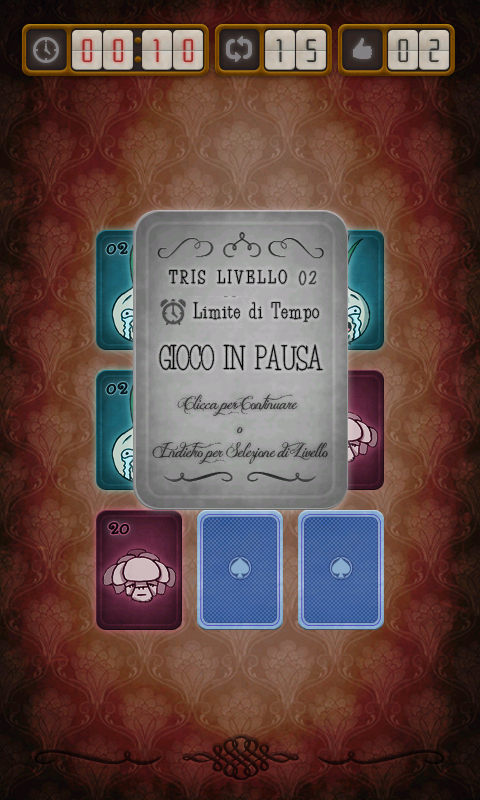 00:10 15 02
02
TRIS LIVELLO 02
Limite di Tempo
GIOCO IN PAUSA
02
Clicca per Continuare
o
Indietro per Selezione di Livello
20